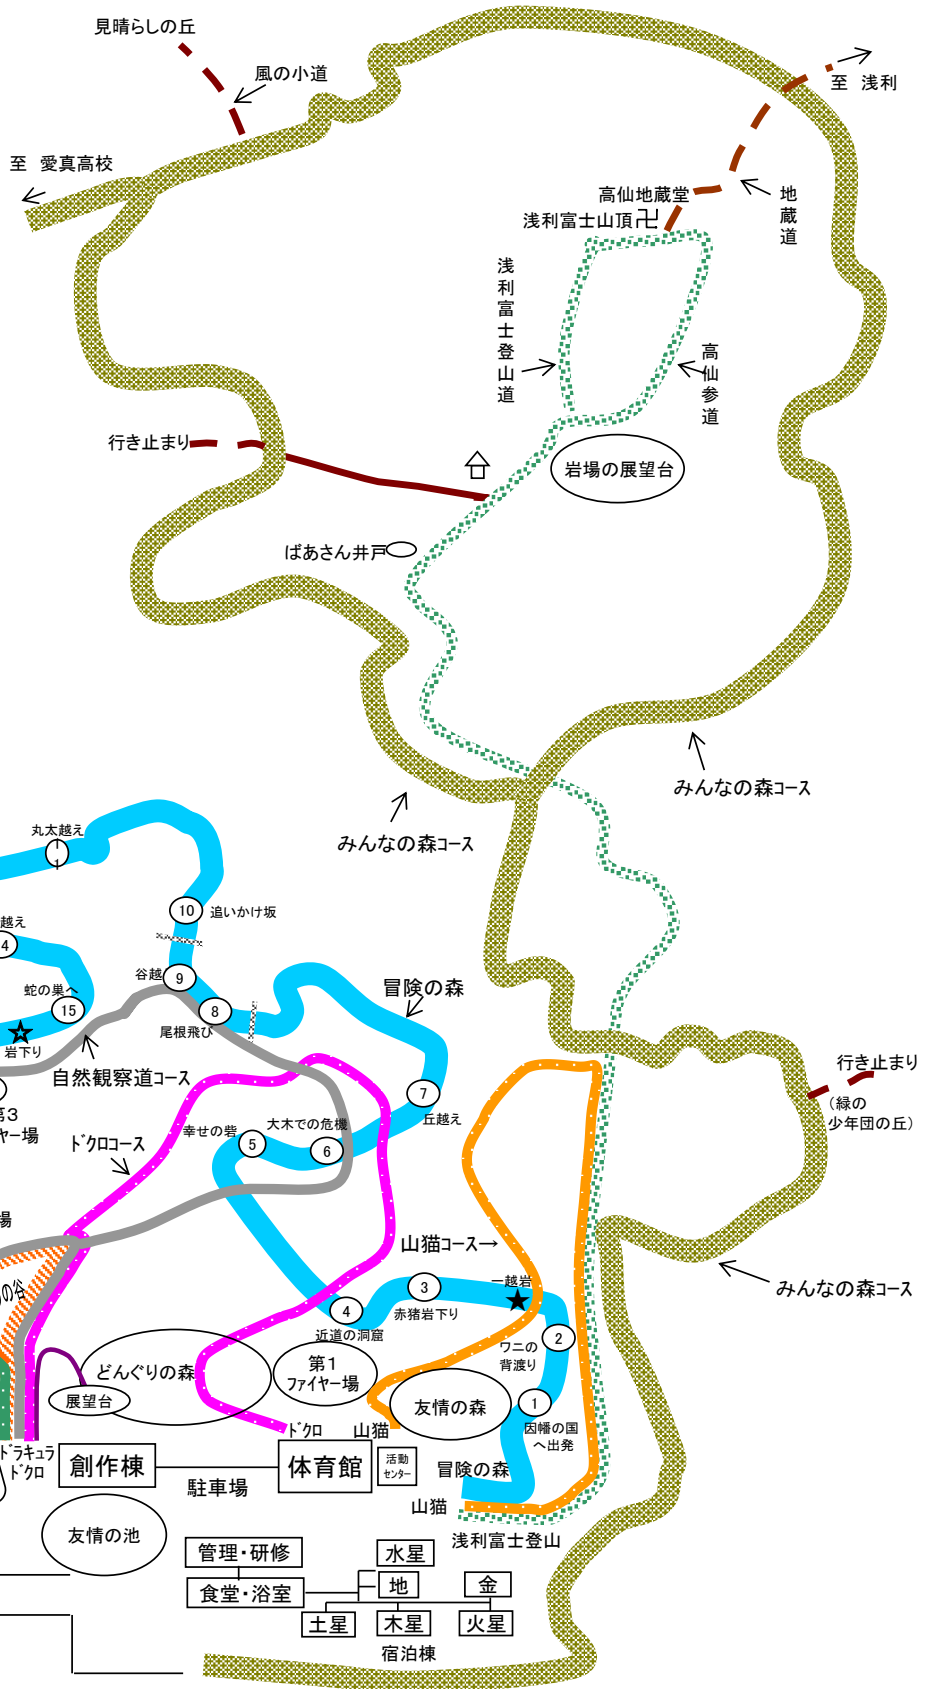 見晴らしの丘
風の小道
至 浅利
至 愛真高校
高仙地蔵堂
浅利富士山頂卍
地蔵道
浅利富士登山道
高仙参道
行き止まり
岩場の展望台
ばあさん井戸
みんなの森コース
みんなの森コース
丸太越え
11
10
追いかけ坂
越え
4
谷越
9
蛇の巣へ
15
8
尾根飛び
冒険の森
岩下り
自然観察道コース
行き止まり
(緑の
少年団の丘)
第3
ヤー場
ドクロコース
幸せの砦
5
大木での危機
6
7
丘越え
場
の谷
山猫コース→
みんなの森コース
一越岩
3
赤猪岩下り
4
近道の洞窟
2
ワニの
背渡り
どんぐりの森
展望台
第1
ファイヤー場
友情の森
1
因幡の国
へ出発
ドクロ
山猫
ドラキュラ
ドクロ
創作棟
駐車場
体育館
活動
センター
冒険の森
山猫
浅利富士登山
友情の池
管理・研修
食堂・浴室
水星
地
金
土星
木星
火星
宿泊棟